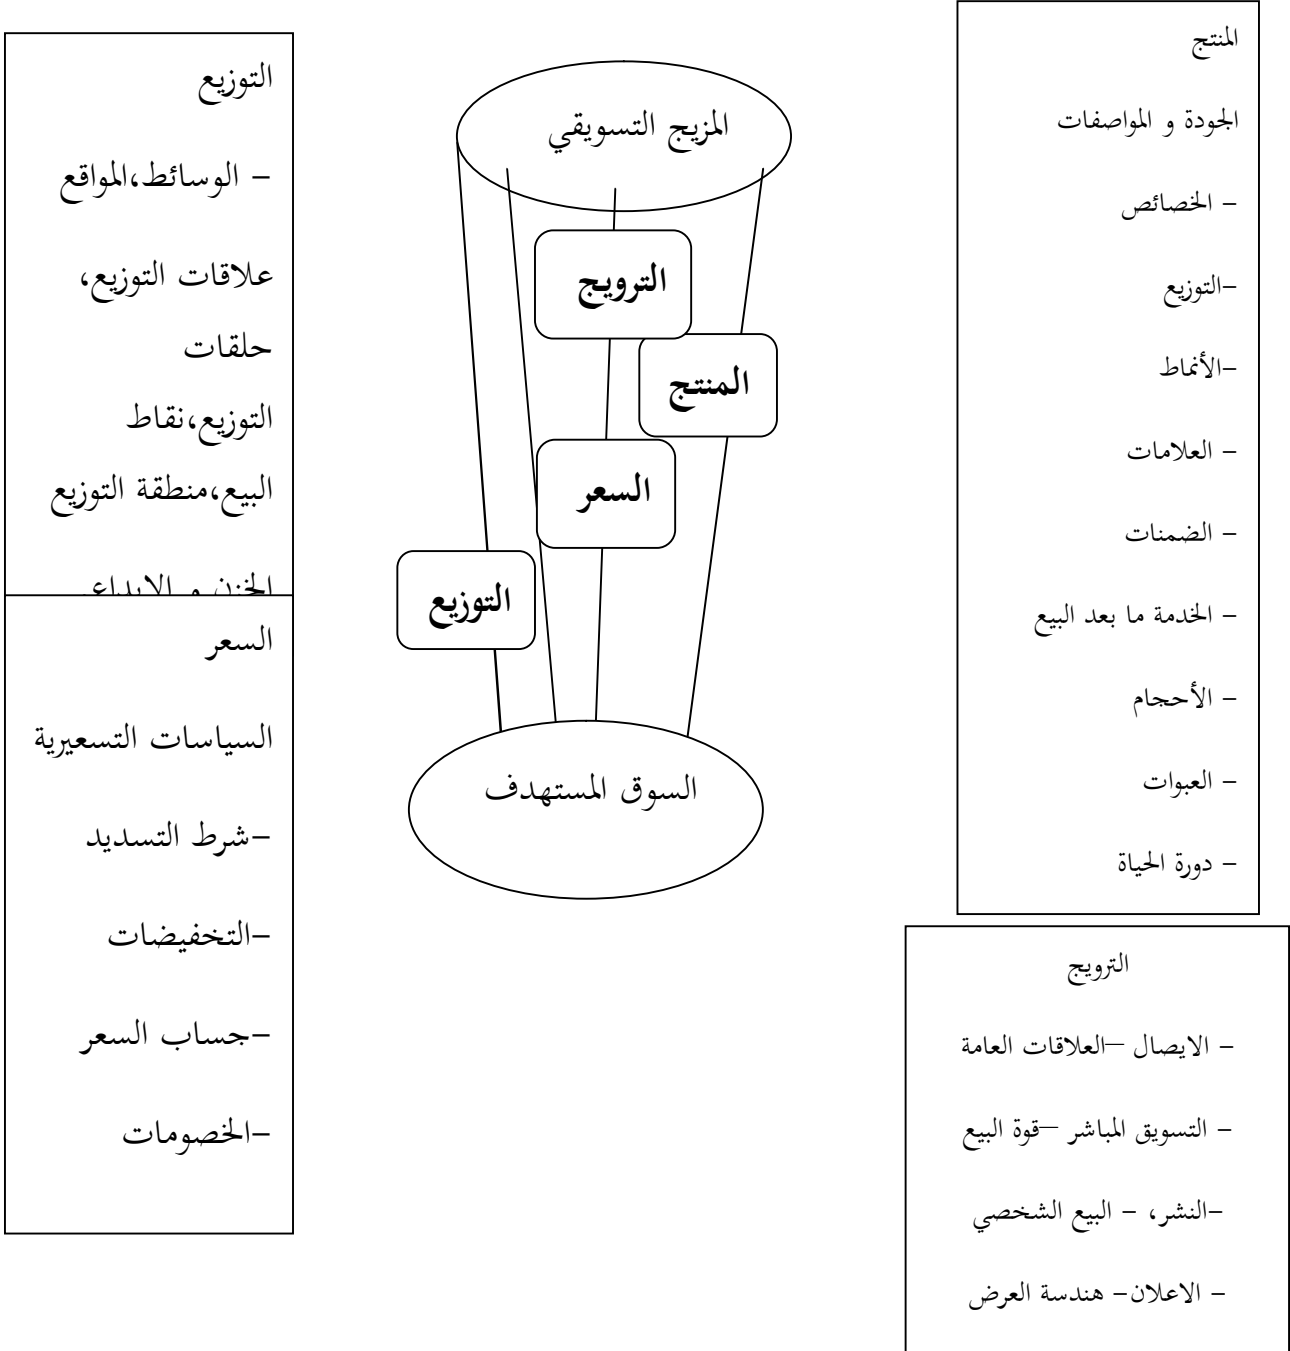 المنتج
الجودة و المواصفات
– الخصائص
–التوزيع
–الأنماط
– العلامات
– الضمنات
– الخدمة ما بعد البيع
– الأحجام
– العبوات
– دورة الحياة
الترويج
– الايصال –العلاقات العامة
– التسويق المباشر –قوة البيع
–النشر، – البيع الشخصي
– الاعلان– هندسة العرض
المزيج التسويقي
الترويج
المنتج
السعر
التوزيع
السوق المستهدف
التوزيع
– الوسائط،المواقع
علاقات التوزيع،
حلقات
التوزيع،نقاط
البيع،منطقة التوزيع
الخزن و الايداع
السعر
السياسات التسعيرية
–شرط التسديد
–التخفيضات
–جساب السعر
–الخصومات